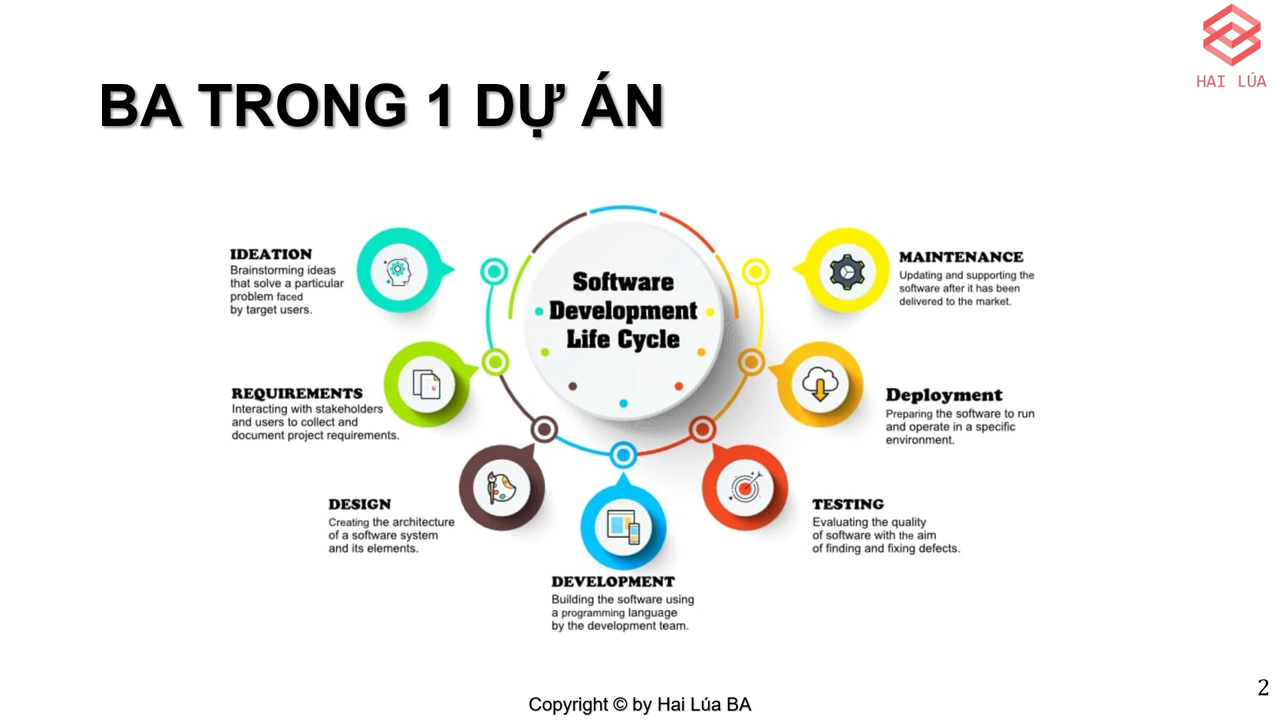 HAI LÚA
BA TRONG 1 DỰ ÁN
Software
Development
Life Cycle
IDEATION
Brainstorming ideas
that solve a particular
problem faced
by target users.
REQUIREMENTS
Interacting with stakeholders
and users to collect and
document project requirements.
DESIGN
Creating the architecture
of a software system
and its elements.
DEVELOPMENT
Building the software using
a programming language
by the development team.
TESTING
Evaluating the quality
of software with the aim
of finding and fixing defects.
Deployment
Preparing the software to run
and operate in a specific
environment.
MAINTENANCE
Updating and supporting the
software after it has been
delivered to the market.
Copyright © by Hai Lúa BA
2